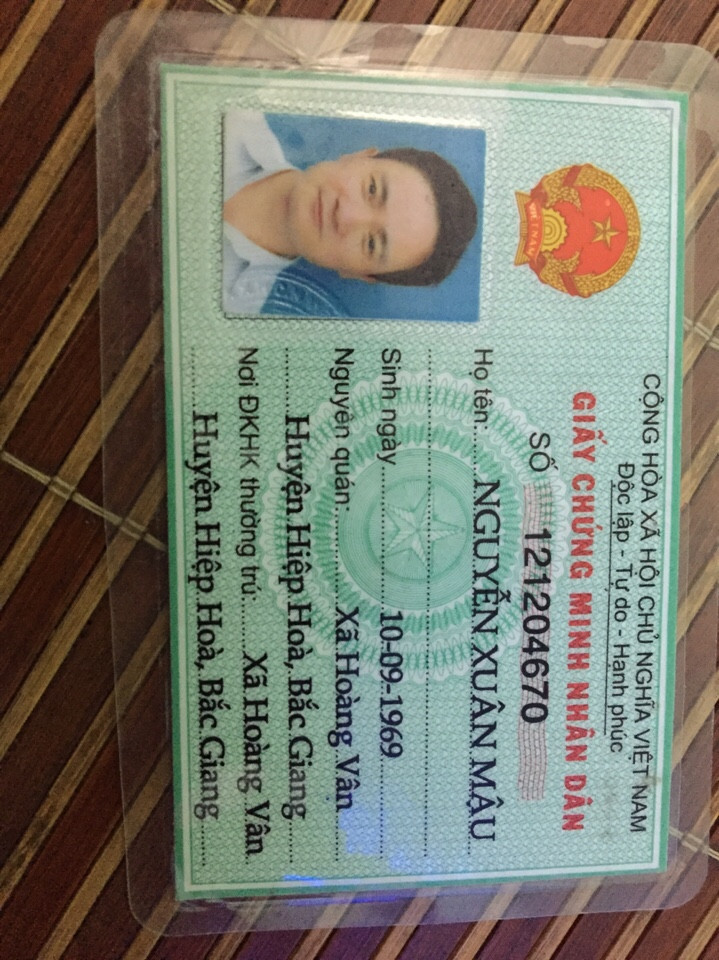 CỘNG HÒA XÃ HỘI CHỦ NGHĨA VIỆT NAM
Độc lập - Tự do - Hạnh phúc
GIẤY CHỨNG MINH NHÂN DÂN
SỐ 121204670
Họ tên: NGUYỄN XUÂN MẬU
Sinh ngày 10-09-1969
Nguyên quán: Xã Hoàng Vân
Huyện Hiệp Hoà, Bắc Giang
Nơi ĐKHK thường trú: Xã Hoàng Vân
Huyện Hiệp Hoà, Bắc Giang
VIỆT NAM